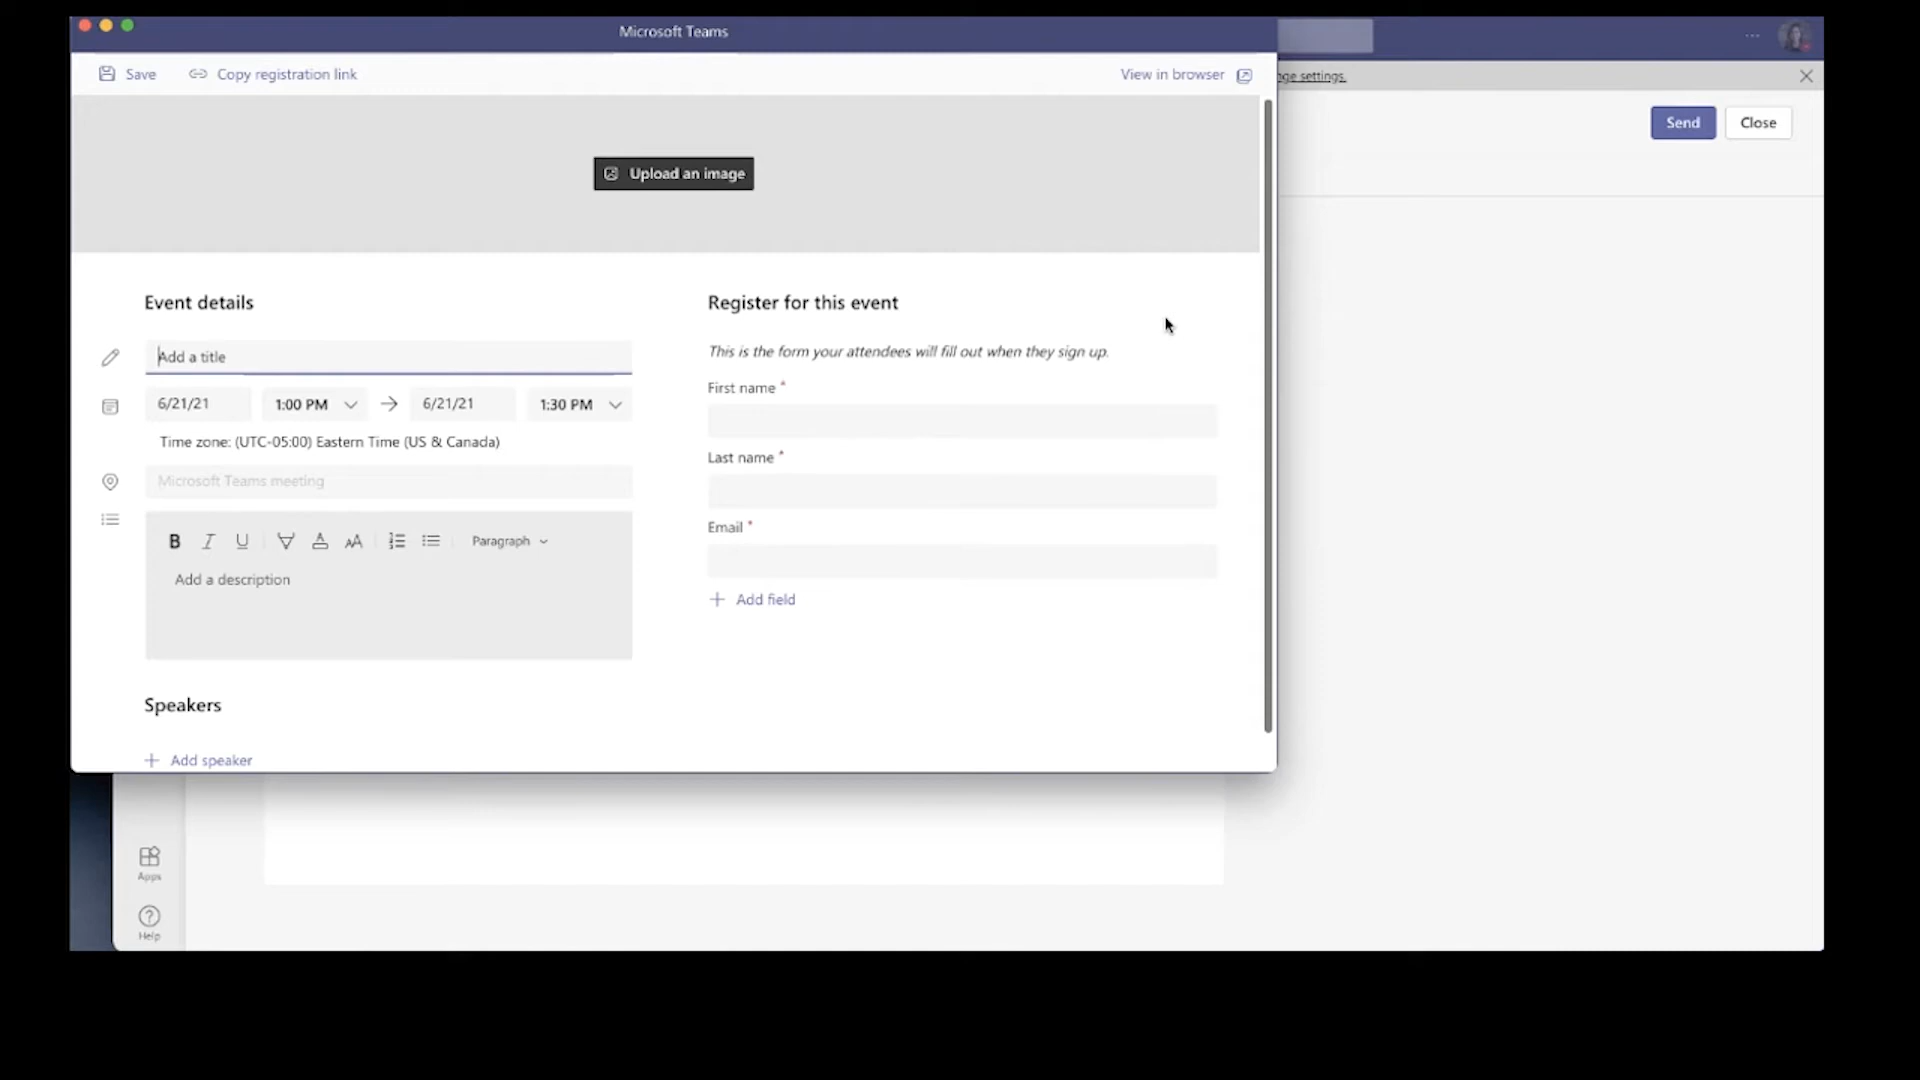 Microsoft Teams
Save
Copy registration link
View in browser
settings.
Send
Close
Upload an image
Event details
Register for this event
Add a title
This is the form your attendees will fill out when they sign up.
First name *
6/21/21
1:00 PM
6/21/21
1:30 PM
Time zone: (UTC-05:00) Eastern Time (US & Canada)
Last name *
Microsoft Teams meeting
Email *
B I U
AA
Paragraph
Add a description
Add field
Speakers
Add speaker
Apps
Help